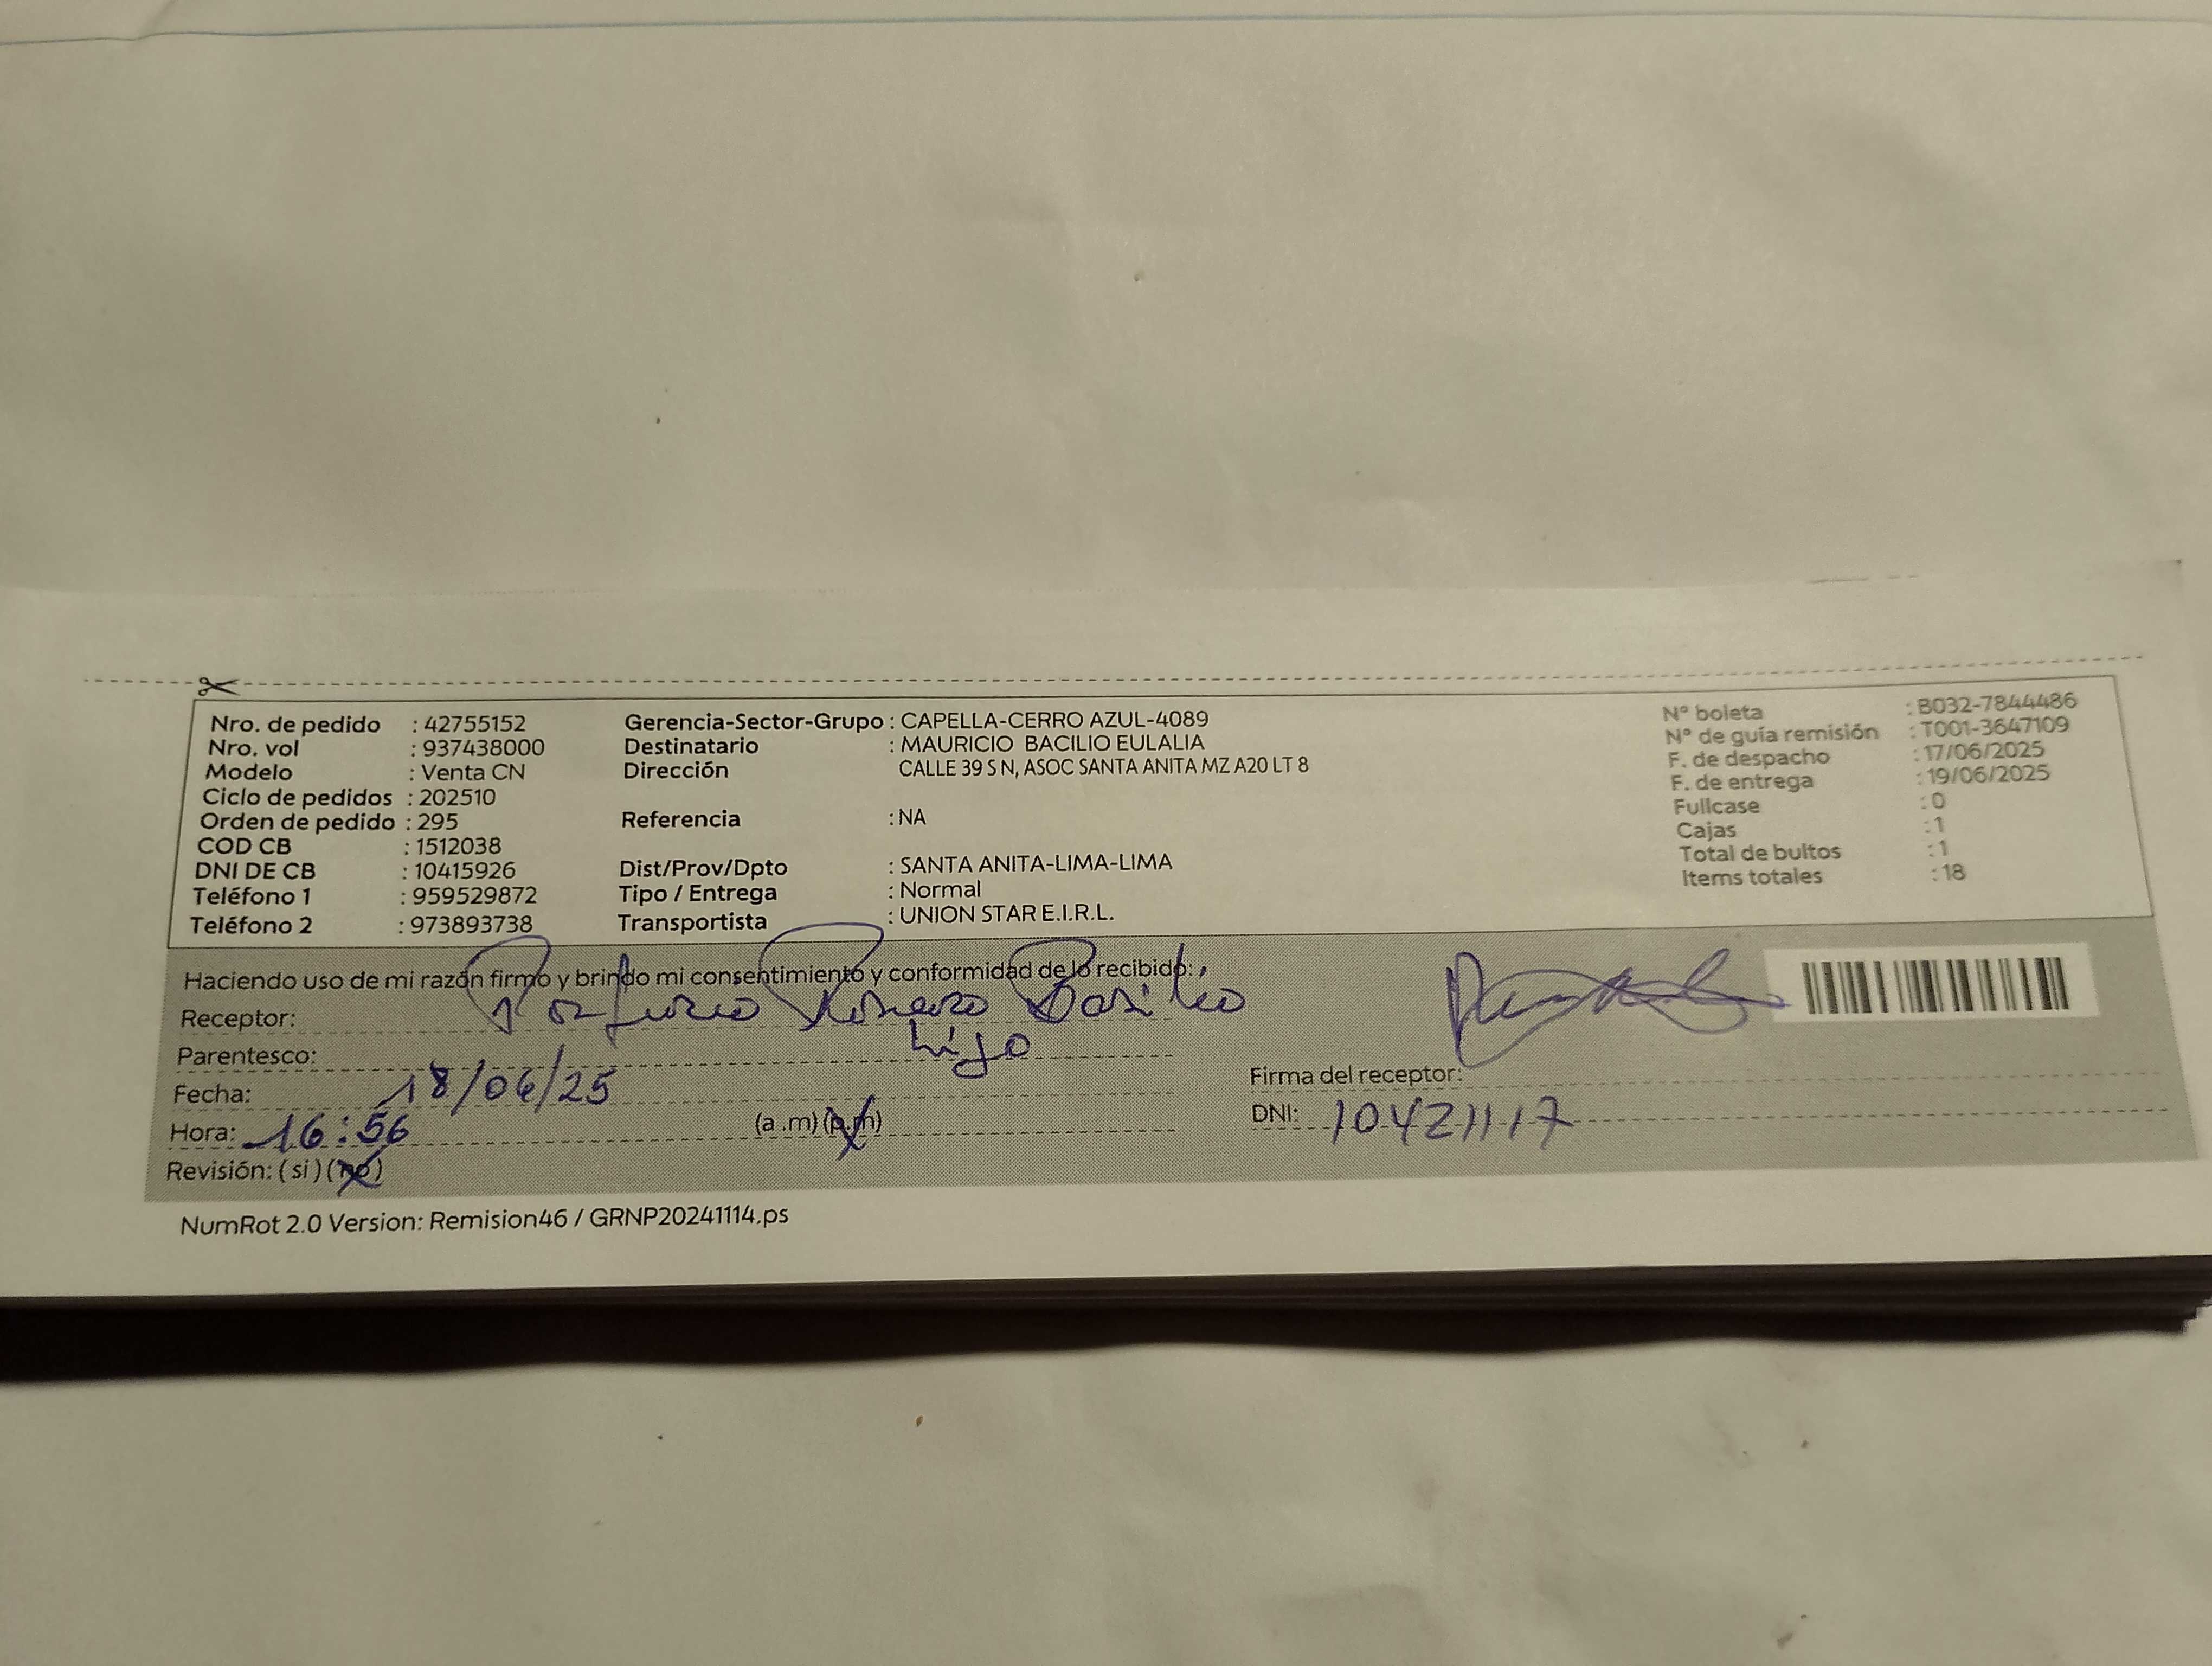 Nro. de pedido : 42755152 Gerencia-Sector-Grupo : CAPELLA-CERRO AZUL-4089 N° boleta : B032-7844486
Nro. vol : 937438000 Destinatario : MAURICIO BACILIO EULALIA N° de guía remisión : T001-3647109
Modelo : Venta CN Dirección CALLE 39 S N, ASOC SANTA ANITA MZ A20 LT 8 F. de despacho : 17/06/2025
Ciclo de pedidos : 202510 F. de entrega : 19/06/2025
Orden de pedido : 295 Referencia : NA Fullcase : 0
COD CB : 1512038 Cajas : 1
DNI DE CB : 10415926 Dist/Prov/Dpto : SANTA ANITA-LIMA-LIMA Total de bultos : 1
Teléfono 1 : 959529872 Tipo / Entrega : Normal Items totales : 18
Teléfono 2 : 973893738 Transportista : UNION STAR E.I.R.L.
Haciendo uso de mi razón firmo y brindo mi consentimiento y conformidad de lo recibido:
Receptor: Porfirio
Parentesco: hijo
Fecha: 18/06/25 Firma del receptor:
Hora: 16:56 (a.m) (p.m) DNI: 10421117
Revisión: (si) (no)
NumRot 2.0 Version: Remision46 / GRNP20241114.ps